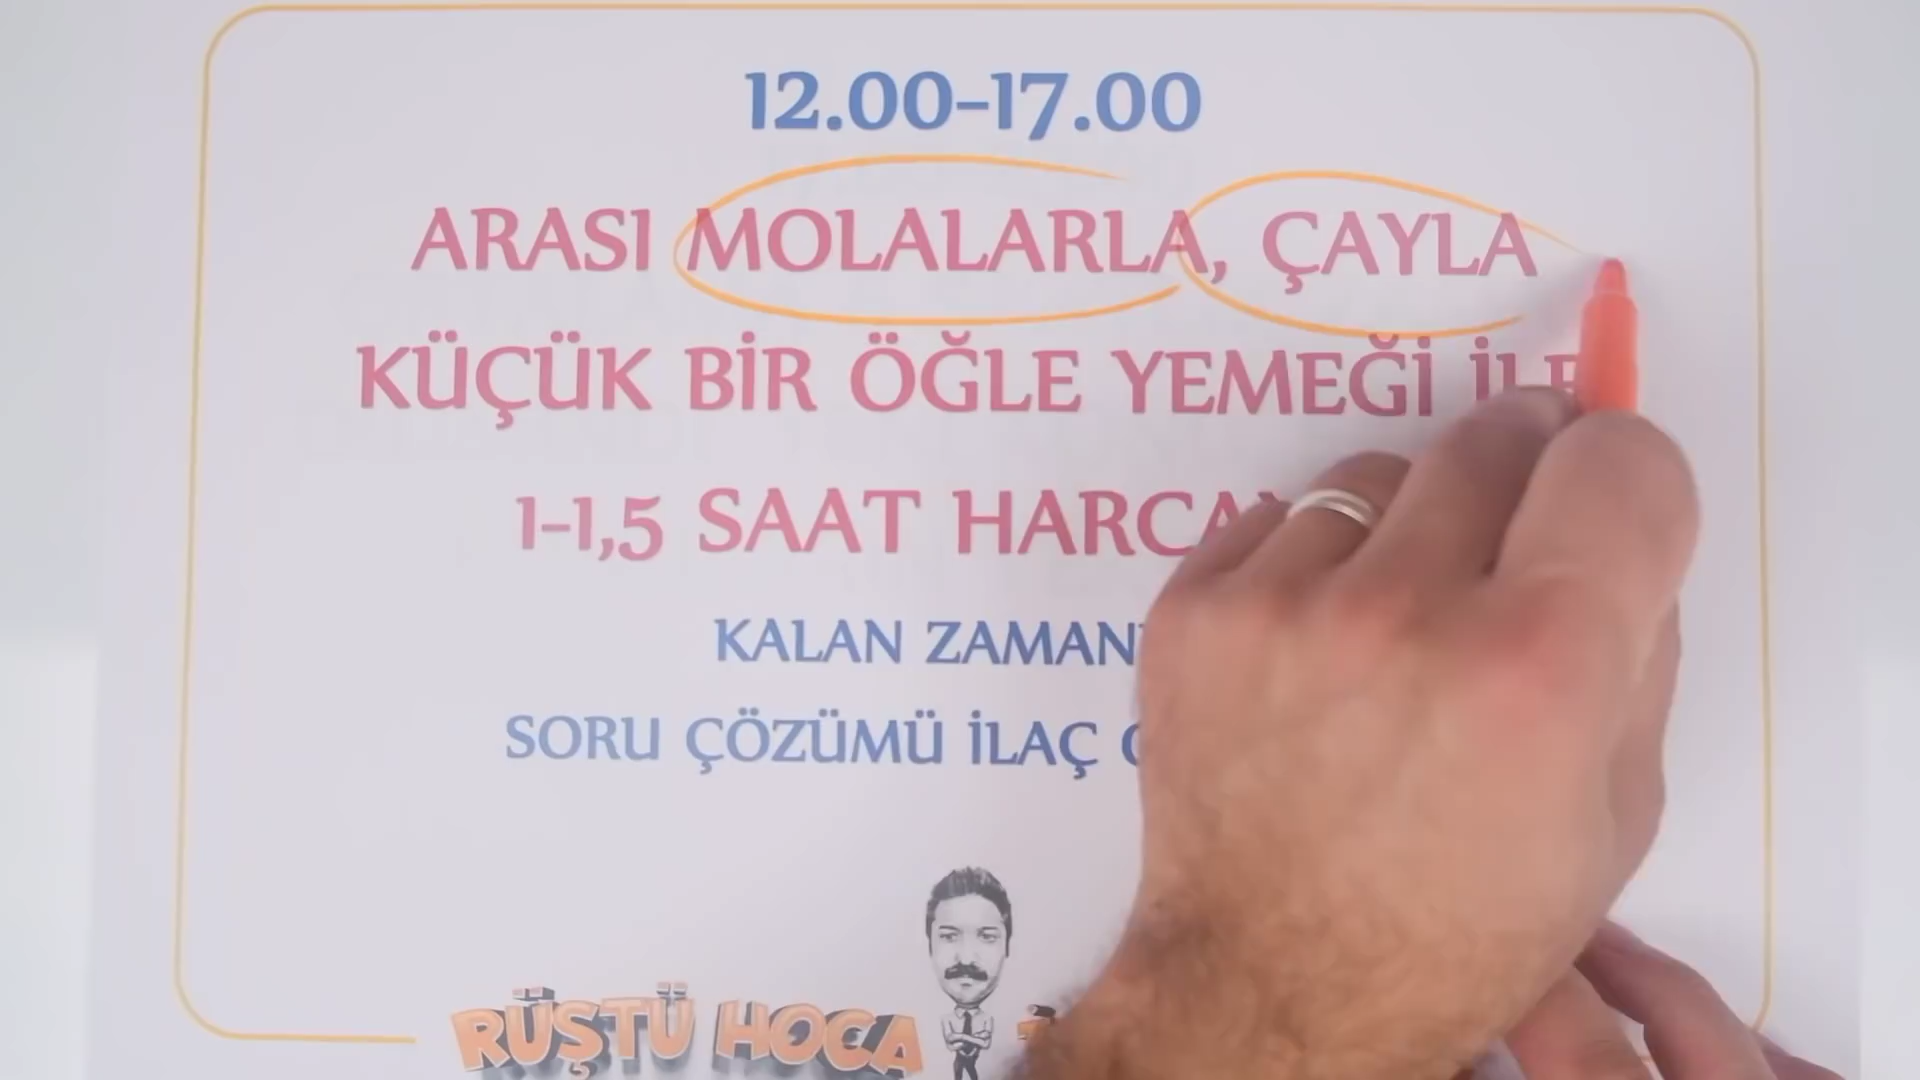 12.00-17.00
ARASI MOLALARLA, ÇAYLA
KÜÇÜK BİR ÖĞLE YEMEĞİ İLE
1-1,5 SAAT
KALAN
SORU ÇÖZÜMÜ İLAÇ
RÜŞTÜ HOCA